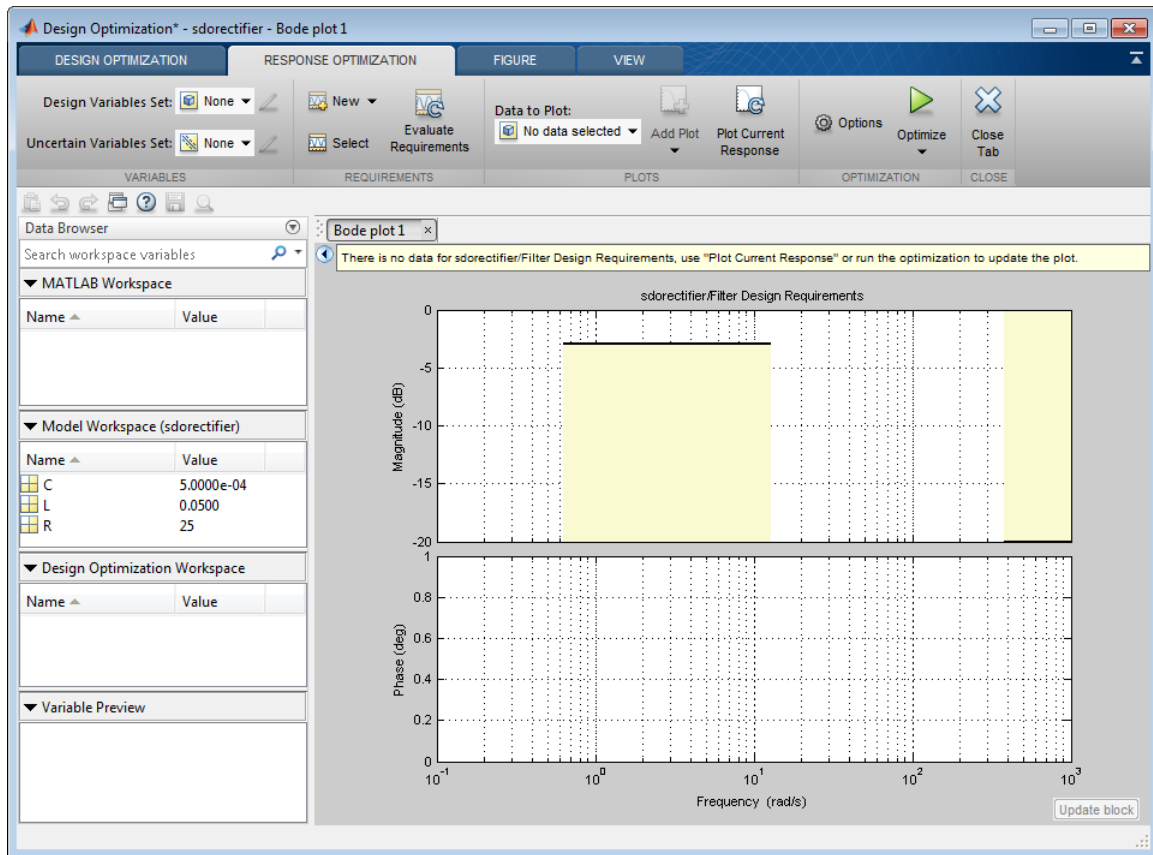 Design Optimization* - sdorectifier - Bode plot 1
DESIGN OPTIMIZATION RESPONSE OPTIMIZATION FIGURE VIEW
Design Variables Set: None
Uncertain Variables Set: None
VARIABLES
New
Select
Evaluate
Requirements
REQUIREMENTS
Data to Plot:
No data selected
Add Plot
Plot Current
Response
PLOTS
Options
Optimize
OPTIMIZATION
Close
Tab
CLOSE
Data Browser
Search workspace variables
MATLAB Workspace
Name Value
Model Workspace (sdorectifier)
Name Value
C 5.0000e-04
L 0.0500
R 25
Design Optimization Workspace
Name Value
Variable Preview
Bode plot 1 ×
There is no data for sdorectifier/Filter Design Requirements, use "Plot Current Response" or run the optimization to update the plot.
sdorectifier/Filter Design Requirements
Magnitude (dB)
0
-5
-10
-15
-20
Phase (deg)
1
0.8
0.6
0.4
0.2
0
10^-1 10^0 10^1 10^2 10^3
Frequency (rad/s)
Update block